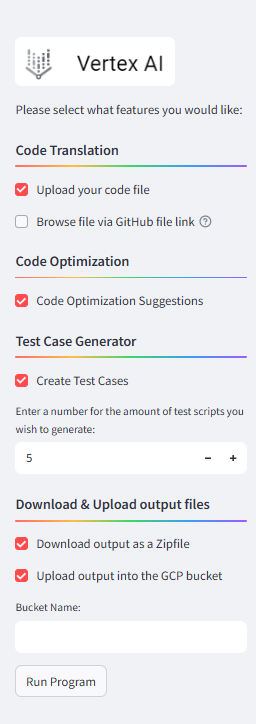 Vertex AI
Please select what features you would like:
Code Translation
Upload your code file
Browse file via GitHub file link
Code Optimization
Code Optimization Suggestions
Test Case Generator
Create Test Cases
Enter a number for the amount of test scripts you
wish to generate:
5
Download & Upload output files
Download output as a Zipfile
Upload output into the GCP bucket
Bucket Name:
Run Program